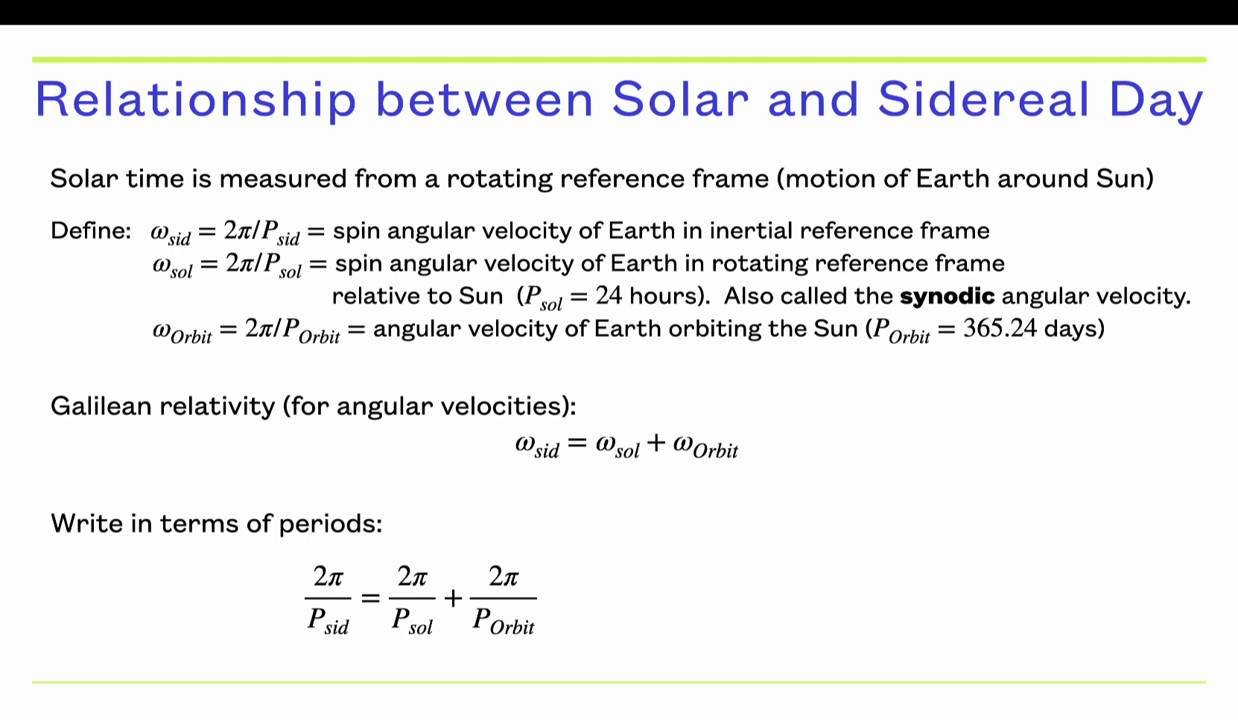 Relationship between Solar and Sidereal Day
Solar time is measured from a rotating reference frame (motion of Earth around Sun)
Define: ω_sid = 2π/P_sid = spin angular velocity of Earth in inertial reference frame
ω_sol = 2π/P_sol = spin angular velocity of Earth in rotating reference frame
relative to Sun (P_sol = 24 hours). Also called the synodic angular velocity.
ω_Orbit = 2π/P_Orbit = angular velocity of Earth orbiting the Sun (P_Orbit = 365.24 days)
Galilean relativity (for angular velocities):
ω_sid = ω_sol + ω_Orbit
Write in terms of periods:
2π/P_sid = 2π/P_sol + 2π/P_Orbit